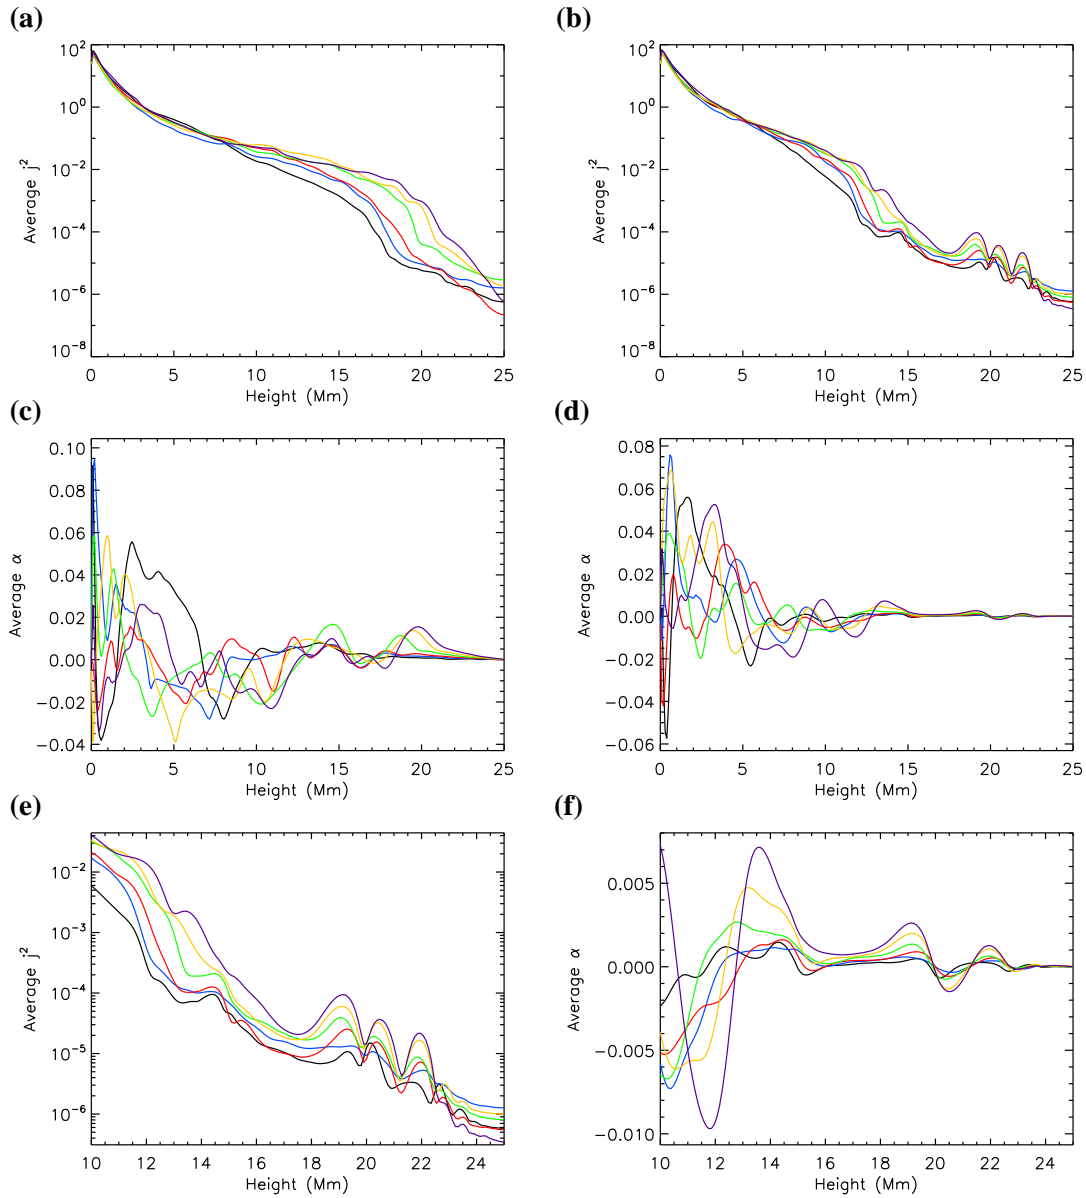 (a)
10²
10⁰
10⁻²
10⁻⁴
10⁻⁶
10⁻⁸
Average j²
0 5 10 15 20 25
Height (Mm)
(b)
10²
10⁰
10⁻²
10⁻⁴
10⁻⁶
10⁻⁸
Average j²
0 5 10 15 20 25
Height (Mm)
(c)
0.10
0.08
0.06
0.04
0.02
0.00
−0.02
−0.04
Average α
0 5 10 15 20 25
Height (Mm)
(d)
0.08
0.06
0.04
0.02
0.00
−0.02
−0.04
−0.06
Average α
0 5 10 15 20 25
Height (Mm)
(e)
10⁻²
10⁻³
10⁻⁴
10⁻⁵
10⁻⁶
Average j²
10 12 14 16 18 20 22 24
Height (Mm)
(f)
0.005
0.000
−0.005
−0.010
Average α
10 12 14 16 18 20 22 24
Height (Mm)